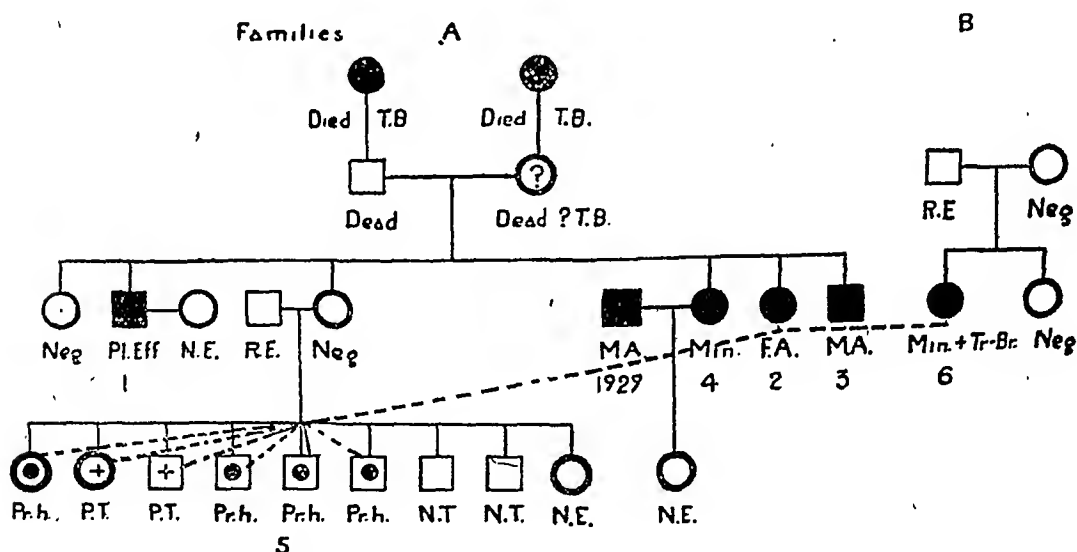 Families A B
Died T.B Died T.B.
?
Dead Dead ?T.B.
R.E Neg
Neg Pl.Eff N.E. R.E. Neg M.A. Min. F.A. M.A. Min.+Tr-Br. Neg
1 1929 4 2 3 6
Pr.h. P.T. P.T. Pr.h. Pr.h. Pr.h. N.T N.T. N.E. N.E.
5